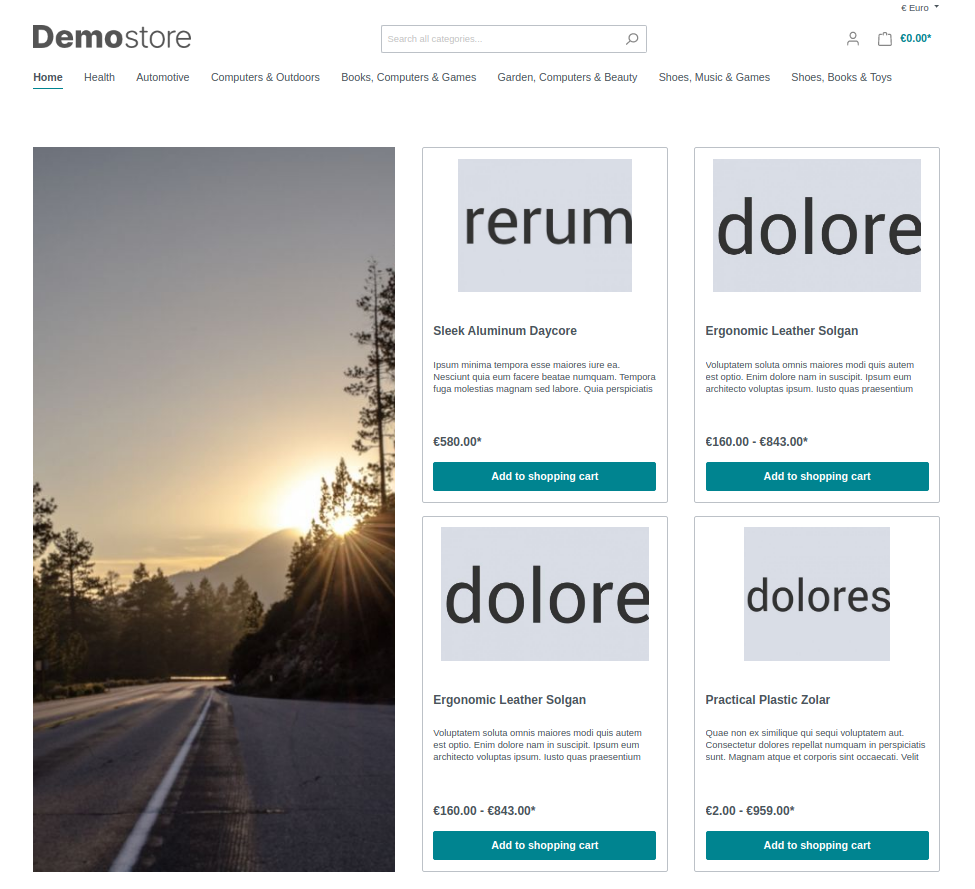 € Euro
Demostore
Search all categories...
€0.00*
Home Health Automotive Computers & Outdoors Books, Computers & Games Garden, Computers & Beauty Shoes, Music & Games Shoes, Books & Toys
rerum
Sleek Aluminum Daycore
Ipsum minima tempora esse maiores iure ea.
Nesciunt quia eum facere beatae numquam. Tempora
fuga molestias magnam sed labore. Quia perspiciatis
€580.00*
Add to shopping cart
dolore
Ergonomic Leather Solgan
Voluptatem soluta omnis maiores modi quis autem
est optio. Enim dolore nam in suscipit. Ipsum eum
architecto voluptas ipsum. Iusto quas praesentium
€160.00 - €843.00*
Add to shopping cart
dolore
Ergonomic Leather Solgan
Voluptatem soluta omnis maiores modi quis autem
est optio. Enim dolore nam in suscipit. Ipsum eum
architecto voluptas ipsum. Iusto quas praesentium
€160.00 - €843.00*
Add to shopping cart
dolores
Practical Plastic Zolar
Quae non ex similique qui sequi voluptatem aut.
Consectetur dolores repellat numquam in perspiciatis
sunt. Magnam atque et corporis sint occaecati. Velit
€2.00 - €959.00*
Add to shopping cart